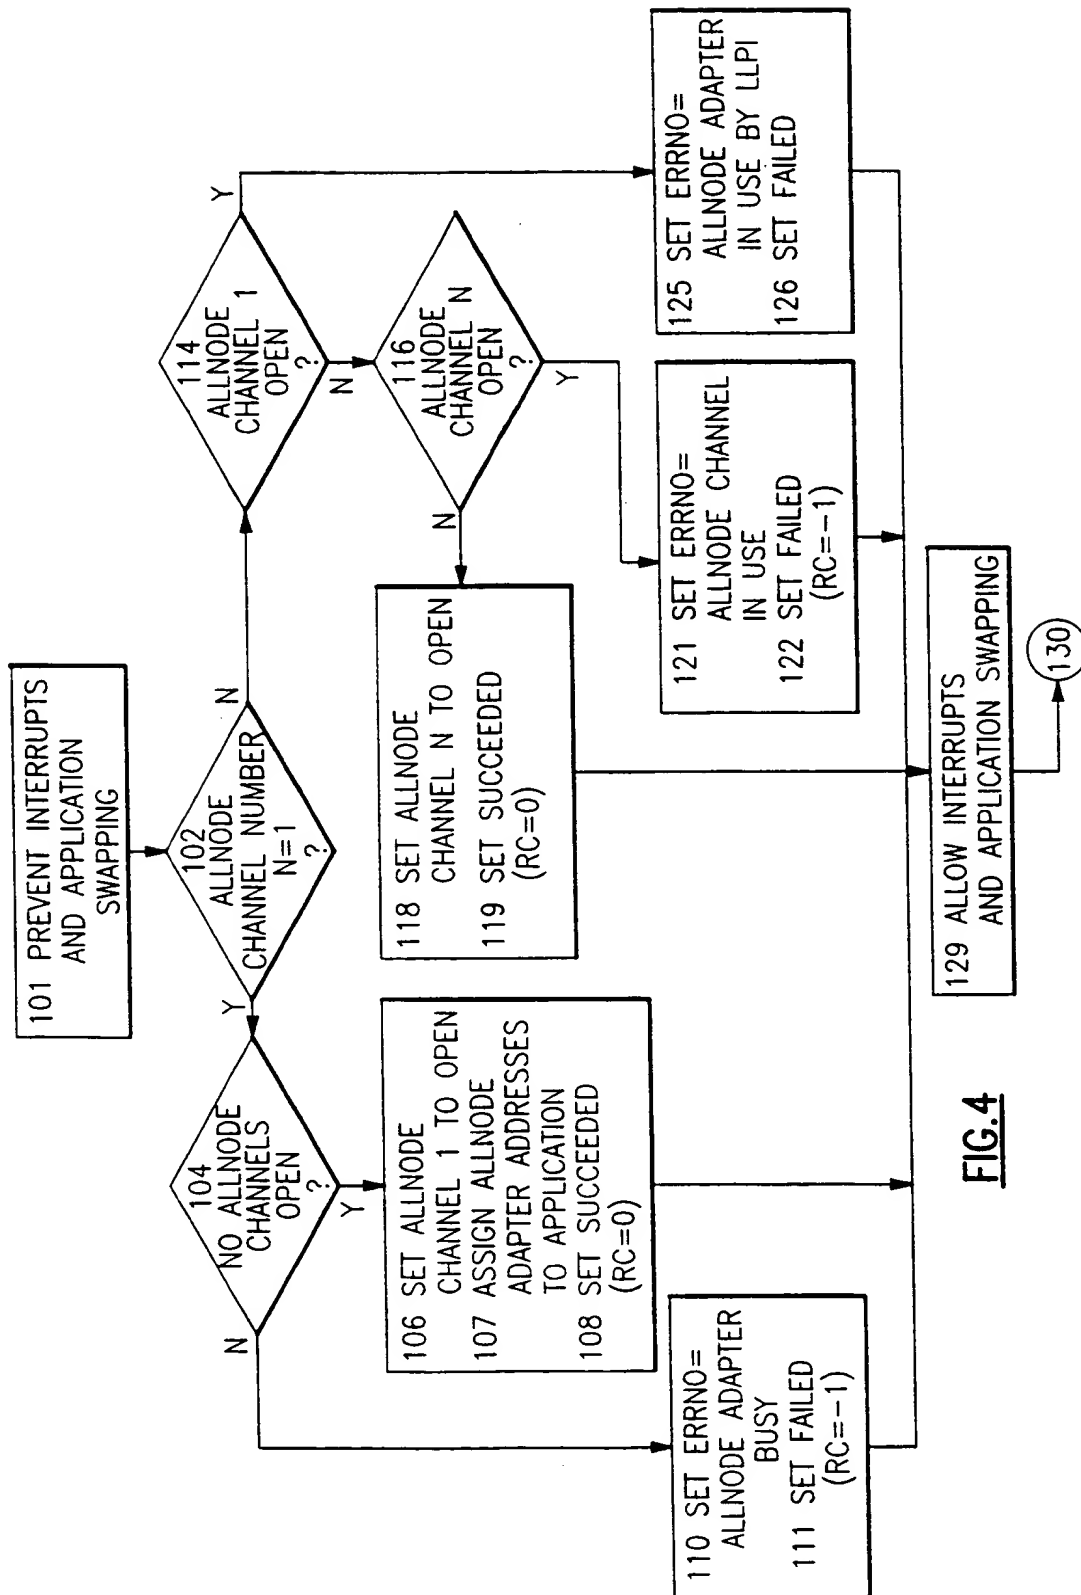 101 PREVENT INTERRUPTS
AND APPLICATION
SWAPPING
102
ALLNODE
CHANNEL NUMBER
N=1
?
Y
N
104
NO ALLNODE
CHANNELS
OPEN
?
N
Y
114
ALLNODE
CHANNEL 1
OPEN
?
Y
N
116
ALLNODE
CHANNEL N
OPEN
?
N
Y
106 SET ALLNODE
CHANNEL 1 TO OPEN
107 ASSIGN ALLNODE
ADAPTER ADDRESSES
TO APPLICATION
108 SET SUCCEEDED
(RC=0)
118 SET ALLNODE
CHANNEL N TO OPEN
119 SET SUCCEEDED
(RC=0)
110 SET ERRNO=
ALLNODE ADAPTER
BUSY
111 SET FAILED
(RC=-1)
121 SET ERRNO=
ALLNODE CHANNEL
IN USE
122 SET FAILED
(RC=-1)
125 SET ERRNO=
ALLNODE ADAPTER
IN USE BY LLPI
126 SET FAILED
129 ALLOW INTERRUPTS
AND APPLICATION SWAPPING
130
FIG.4